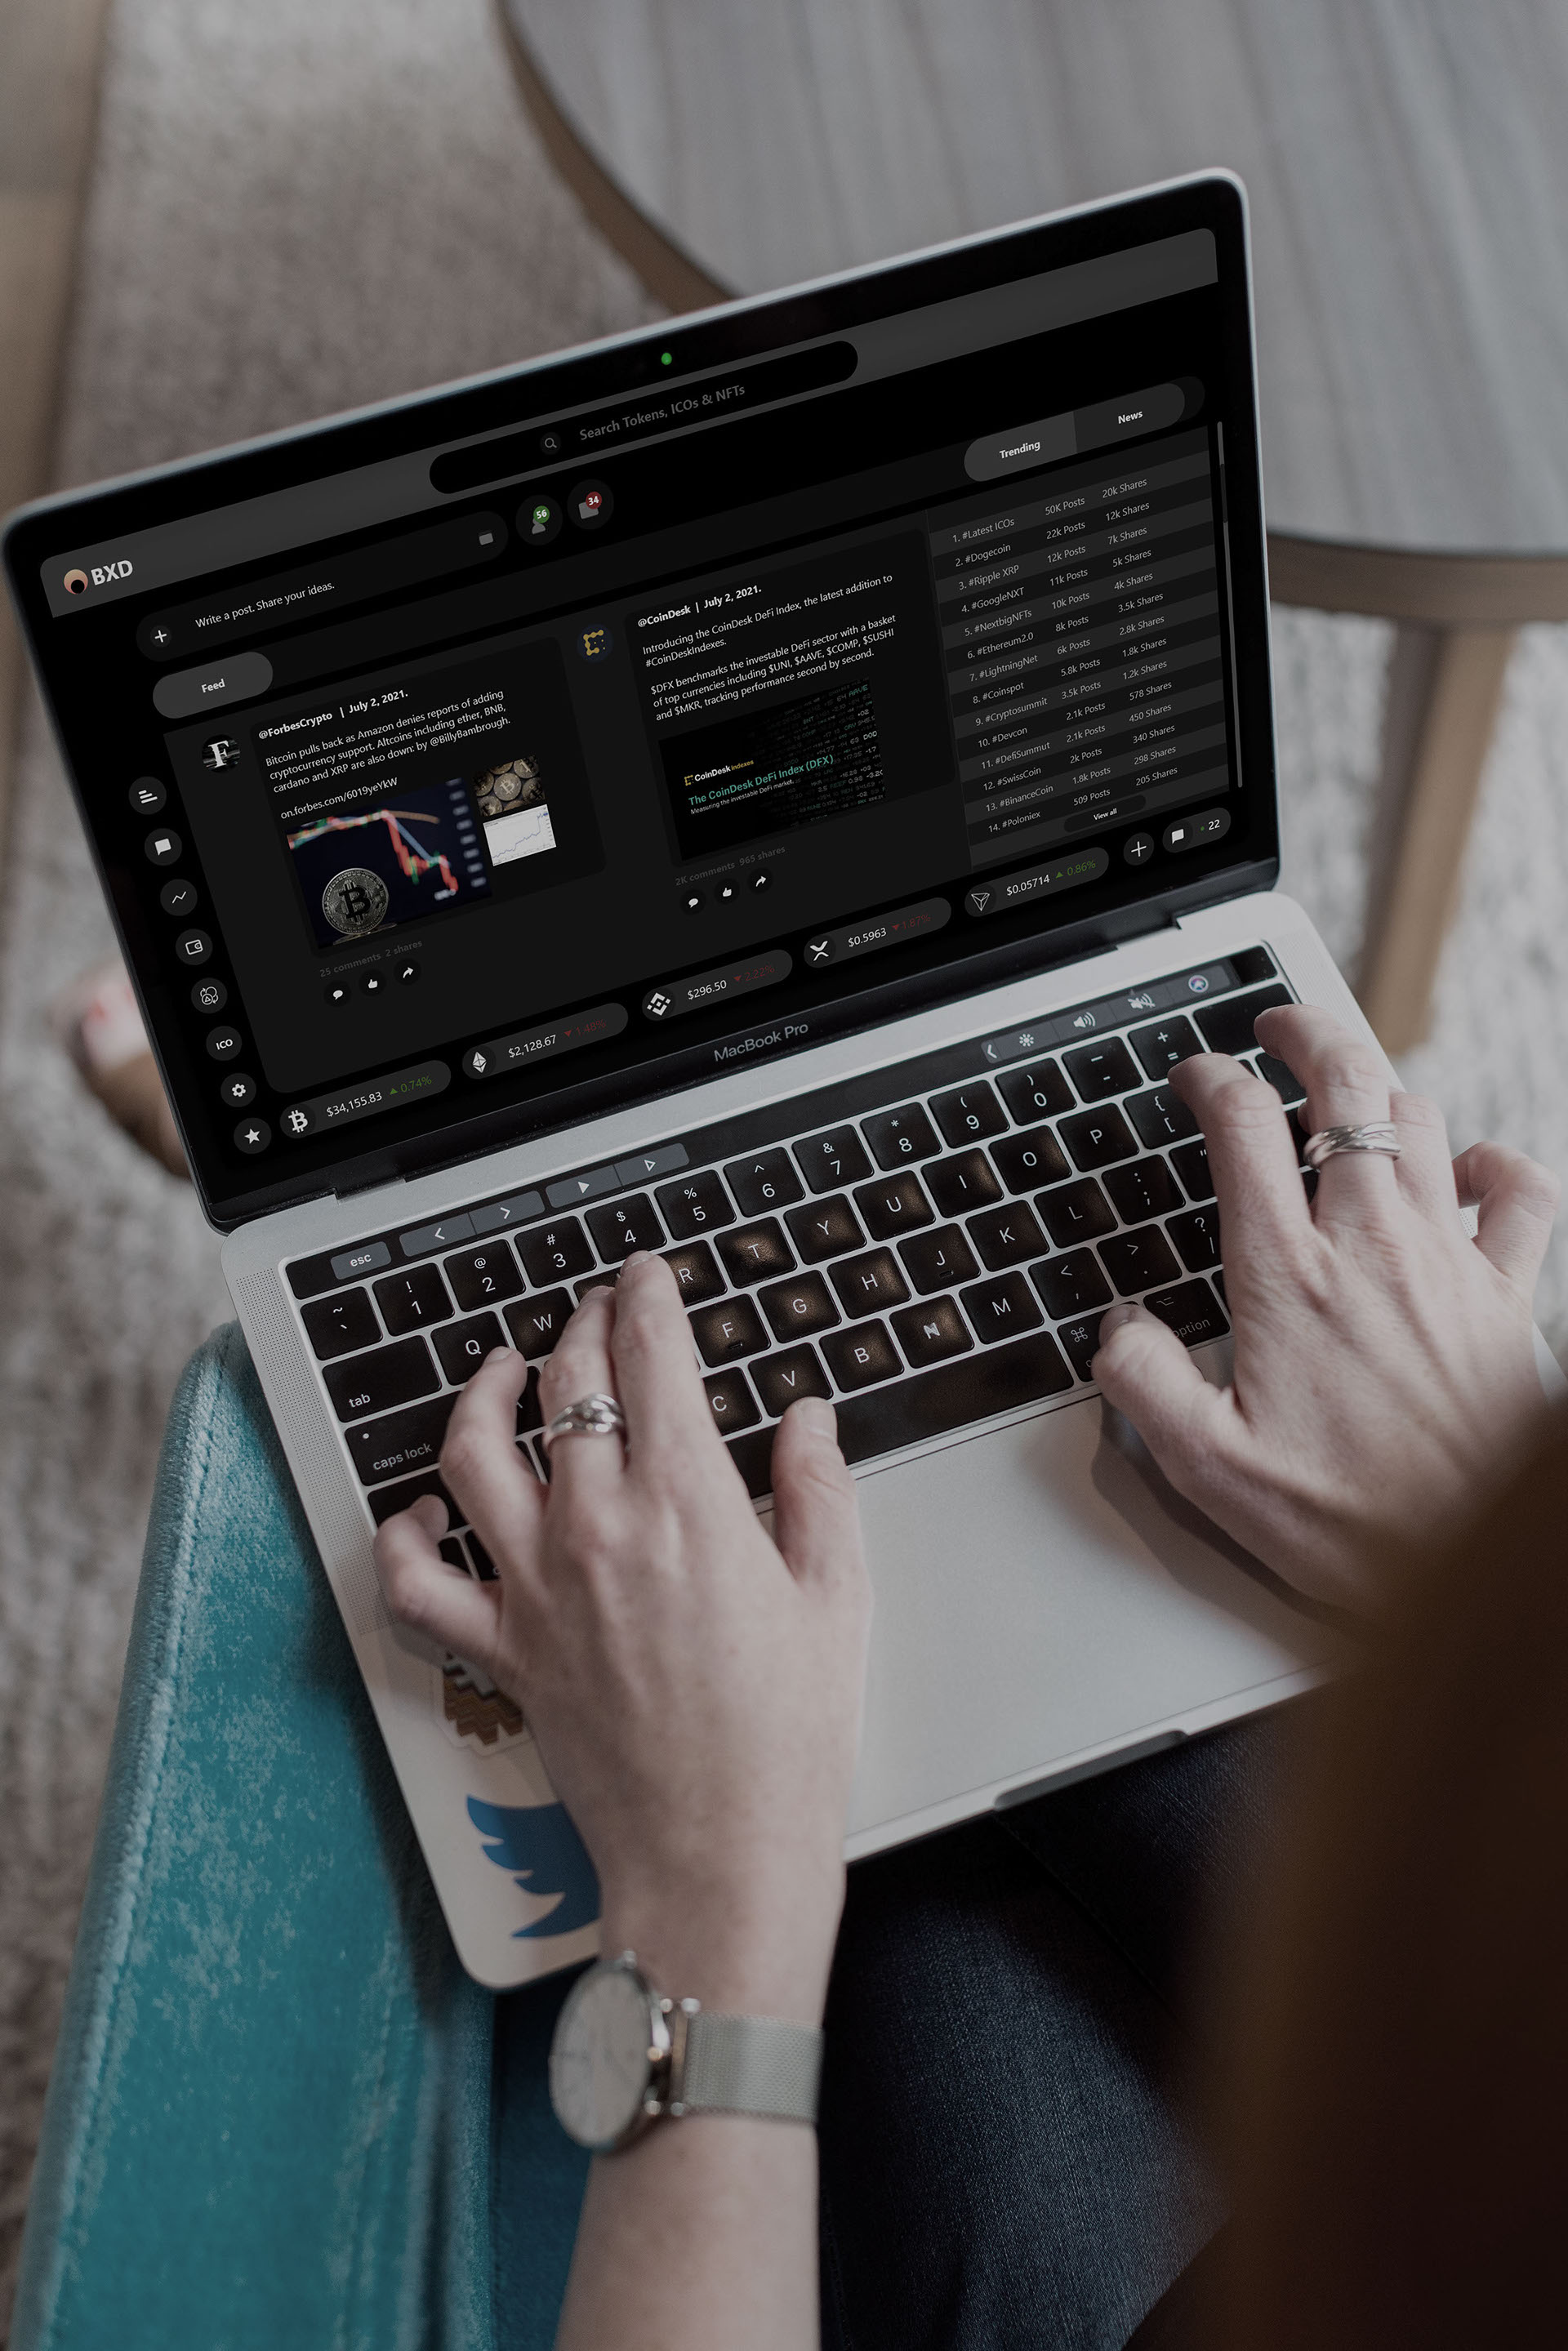 Search Tokens, ICOs & NFTs
BXD
Write a post. Share your ideas.
56
34
Trending
News
Feed
@ForbesCrypto | July 2, 2021.
Bitcoin pulls back as Amazon denies reports of adding
cryptocurrency support. Altcoins including ether, BNB,
cardano and XRP are also down: by @BillyBambrough.
on.forbes.com/6019yeYkW
25 comments 2 shares
@CoinDesk | July 2, 2021.
Introducing the CoinDesk DeFi Index, the latest addition to
#CoinDeskIndexes.
$DFX benchmarks the investable DeFi sector with a basket
of top currencies including $UNI, $AAVE, $COMP, $SUSHI
and $MKR, tracking performance second by second.
CoinDesk Indexes
The CoinDesk DeFi Index (DFX)
Measuring the investable DeFi market.
2K comments 965 shares
1. #Latest ICOs 50K Posts 20k Shares
2. #Dogecoin 22k Posts 12k Shares
3. #Ripple XRP 12k Posts 7k Shares
4. #GoogleNXT 11k Posts 5k Shares
5. #NextbigNFTs 10k Posts 4k Shares
6. #Ethereum2.0 8k Posts 3.5k Shares
7. #LightningNet 6k Posts 2.8k Shares
8. #Coinspot 5.8k Posts 1.8k Shares
9. #Cryptosummit 3.5k Posts 1.2k Shares
10. #Devcon 2.1k Posts 578 Shares
11. #DefiSummut 2.1k Posts 450 Shares
12. #SwissCoin 2k Posts 340 Shares
13. #BinanceCoin 1.8k Posts 298 Shares
14. #Poloniex 509 Posts 205 Shares
View all
ICO
$34,155.83 ▲ 0.74%
$2,128.67 ▼ 1.48%
$296.50 ▼ 2.22%
$0.5963 ▼ 1.87%
$0.05714 ▲ 0.86%
22
MacBook Pro
esc
~ ! @ # $ % ^ & * ( ) _ +
` 1 2 3 4 5 6 7 8 9 0 - =
tab Q W R T Y U I O P { [
caps lock F G H J K L : ; "
C V B N M < , > . ? /
⌘ option